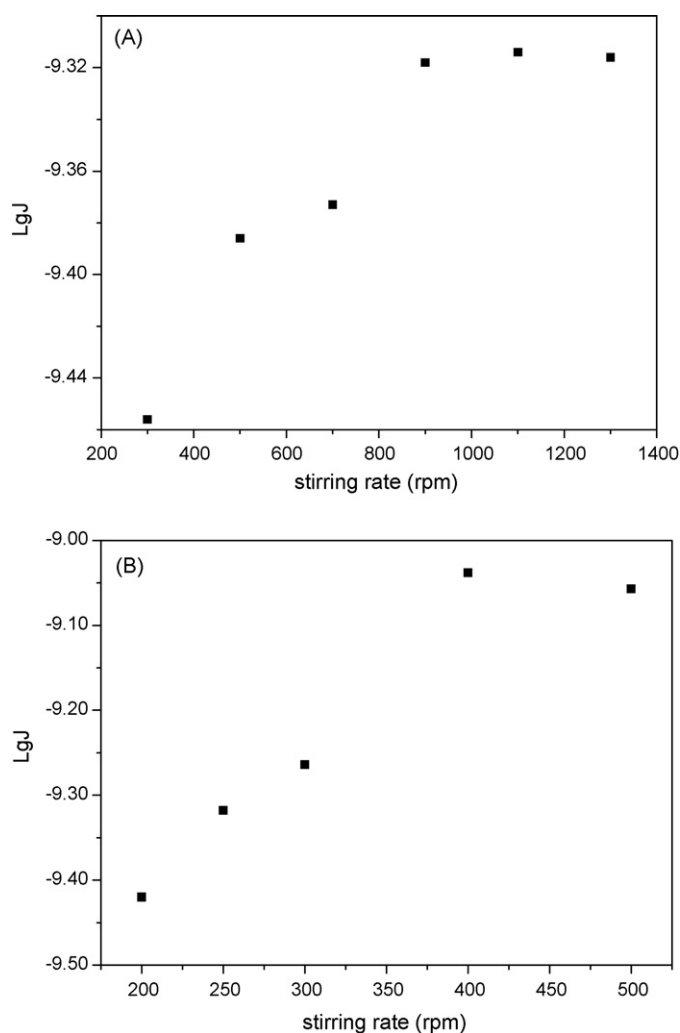 (A)
-9.32
-9.36
-9.40
-9.44
LgJ
200 400 600 800 1000 1200 1400
stirring rate (rpm)
(B)
-9.00
-9.10
-9.20
-9.30
-9.40
-9.50
LgJ
200 250 300 350 400 450 500
stirring rate (rpm)